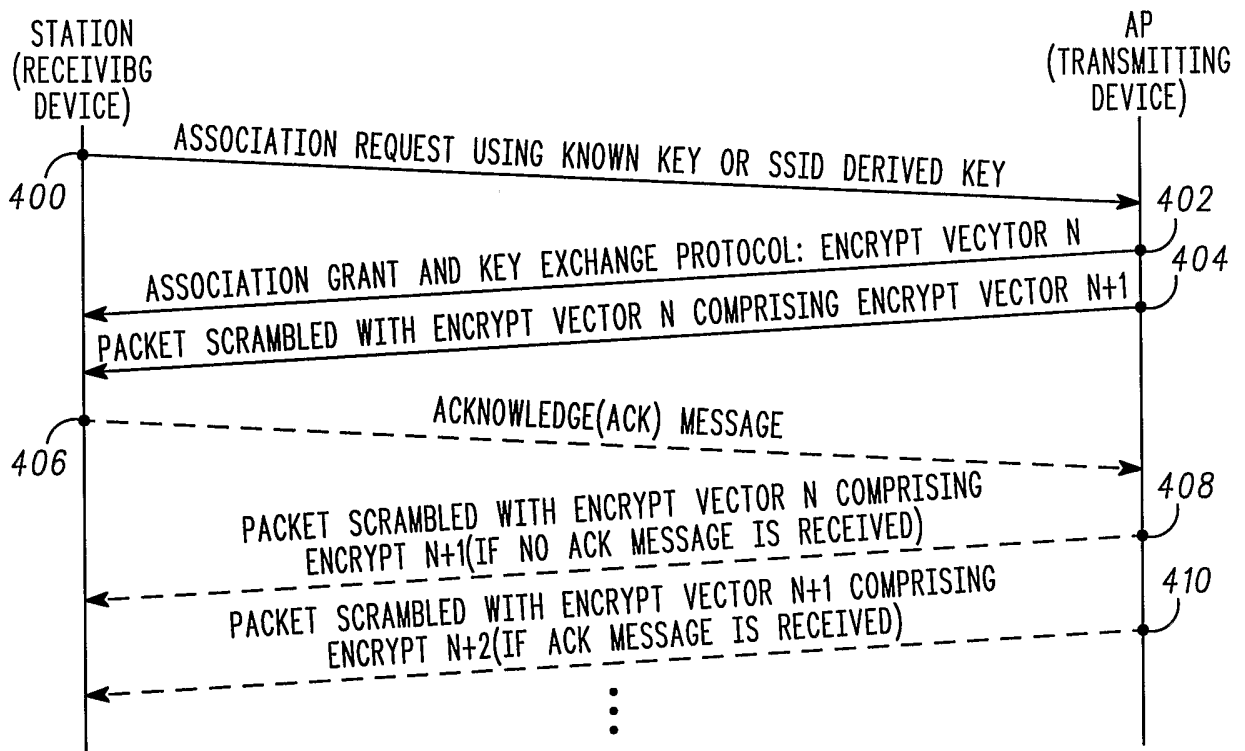 STATION
(RECEIVIBG
DEVICE)
AP
(TRANSMITTING
DEVICE)
ASSOCIATION REQUEST USING KNOWN KEY OR SSID DERIVED KEY
400
402
ASSOCIATION GRANT AND KEY EXCHANGE PROTOCOL: ENCRYPT VECYTOR N
404
PACKET SCRAMBLED WITH ENCRYPT VECTOR N COMPRISING ENCRYPT VECTOR N+1
ACKNOWLEDGE(ACK) MESSAGE
406
408
PACKET SCRAMBLED WITH ENCRYPT VECTOR N COMPRISING
ENCRYPT N+1(IF NO ACK MESSAGE IS RECEIVED)
410
PACKET SCRAMBLED WITH ENCRYPT VECTOR N+1 COMPRISING
ENCRYPT N+2(IF ACK MESSAGE IS RECEIVED)